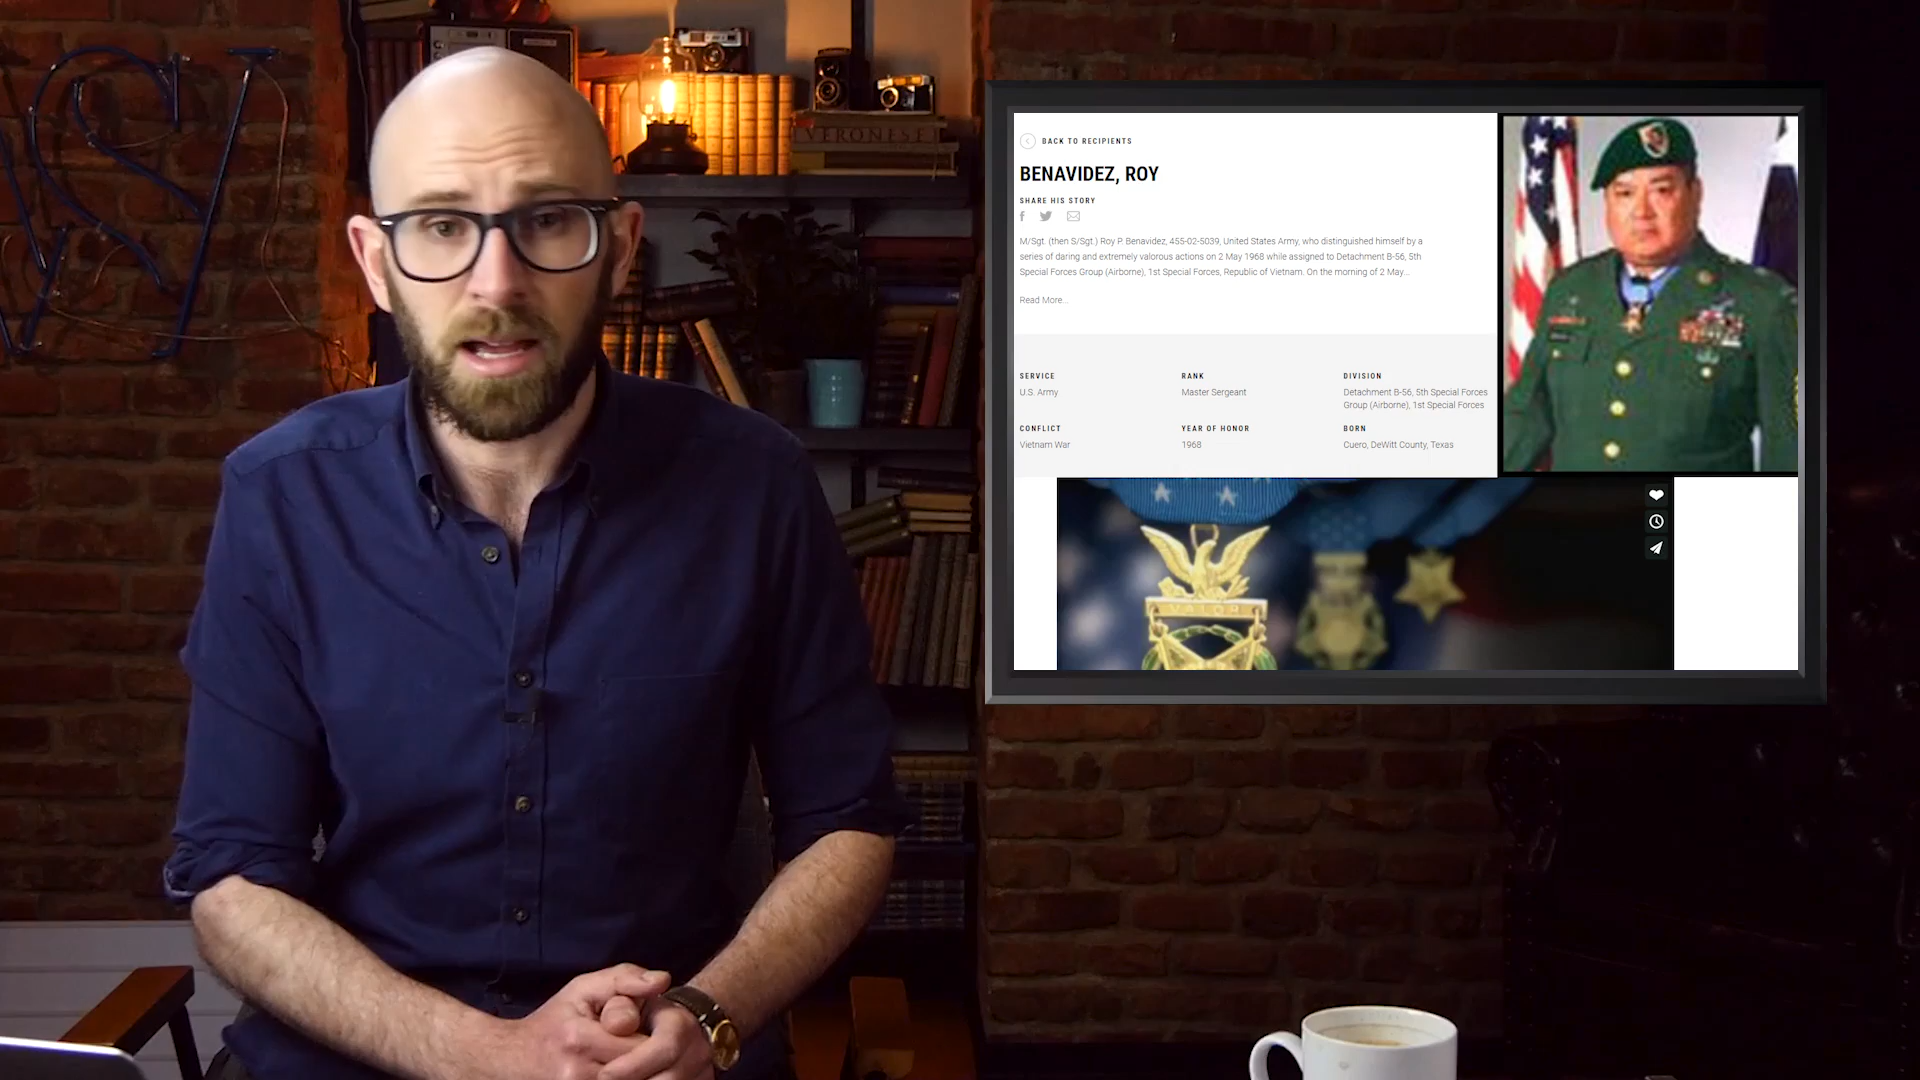 VERONESE
BACK TO RECIPIENTS
BENAVIDEZ, ROY
SHARE HIS STORY
M/Sgt. (then S/Sgt.) Roy P. Benavidez, 455-02-5039, United States Army, who distinguished himself by a
series of daring and extremely valorous actions on 2 May 1968 while assigned to Detachment B-56, 5th
Special Forces Group (Airborne), 1st Special Forces, Republic of Vietnam. On the morning of 2 May...
Read More...
SERVICE
U.S. Army
RANK
Master Sergeant
DIVISION
Detachment B-56, 5th Special Forces
Group (Airborne), 1st Special Forces
CONFLICT
Vietnam War
YEAR OF HONOR
1968
BORN
Cuero, DeWitt County, Texas
VALOR